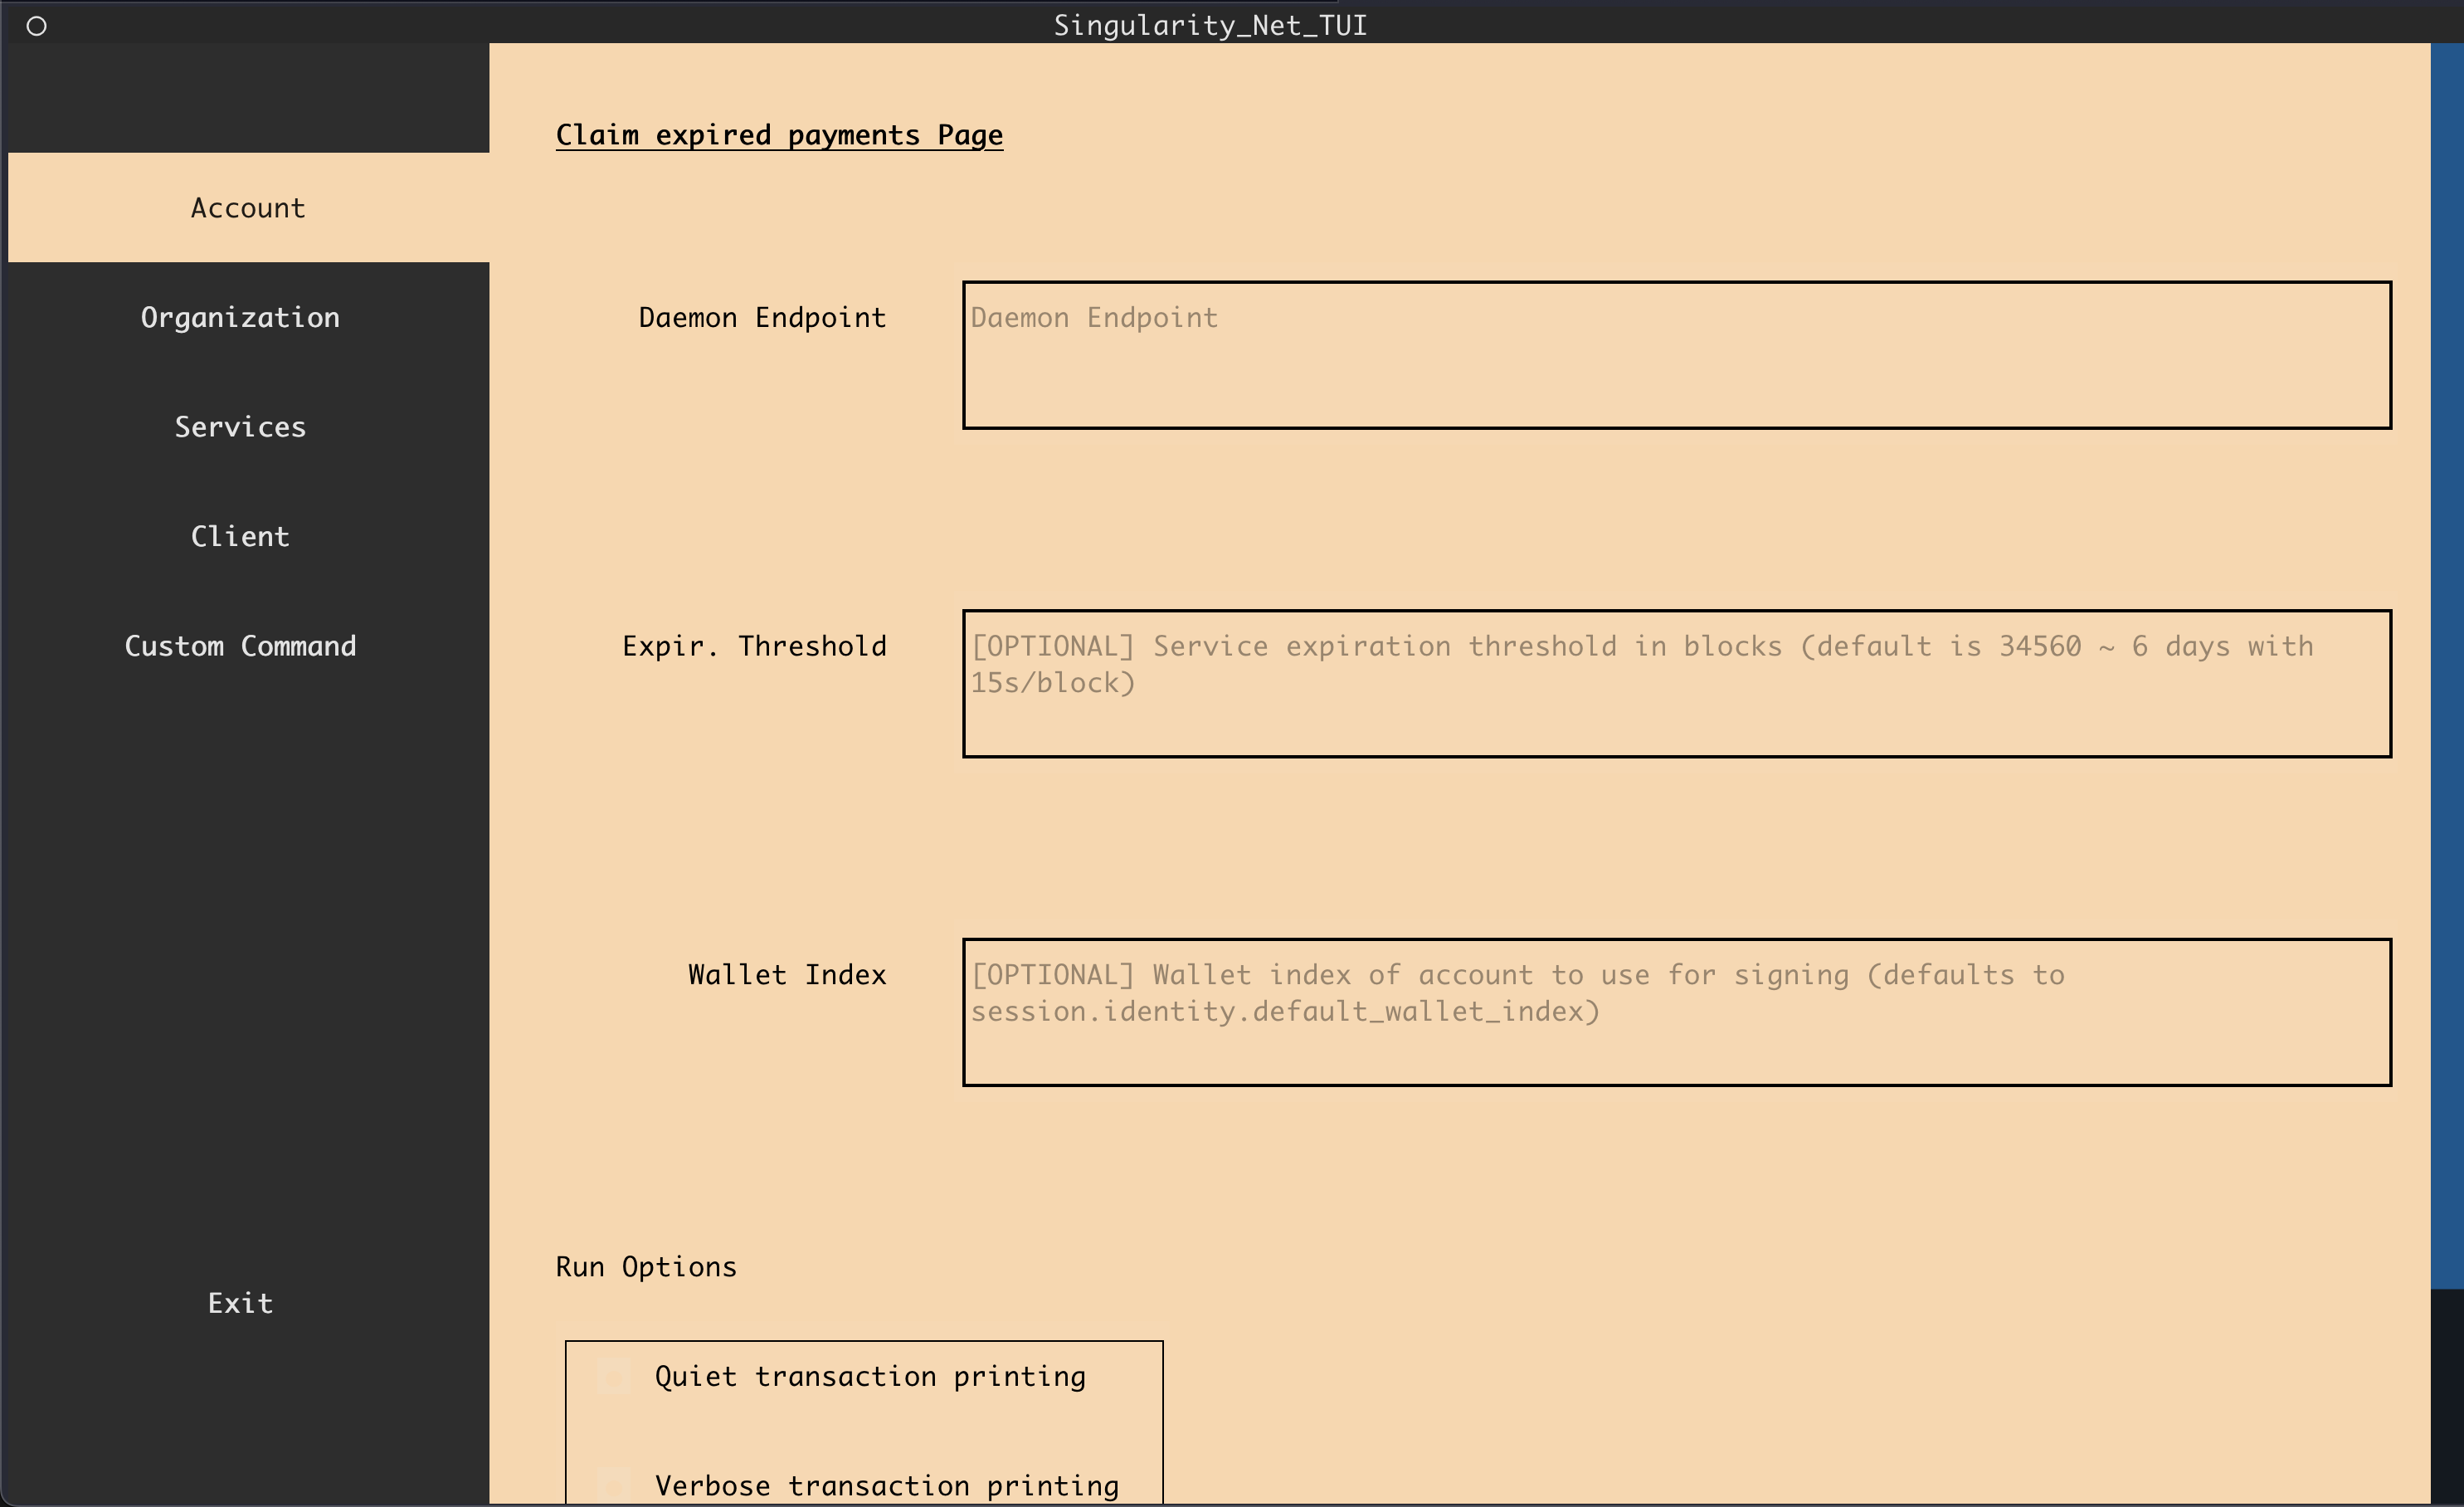 Singularity_Net_TUI
Account
Organization
Services
Client
Custom Command
Exit
Claim expired payments Page
Daemon Endpoint
Daemon Endpoint
Expir. Threshold
[OPTIONAL] Service expiration threshold in blocks (default is 34560 ~ 6 days with
15s/block)
Wallet Index
[OPTIONAL] Wallet index of account to use for signing (defaults to
session.identity.default_wallet_index)
Run Options
Quiet transaction printing
Verbose transaction printing